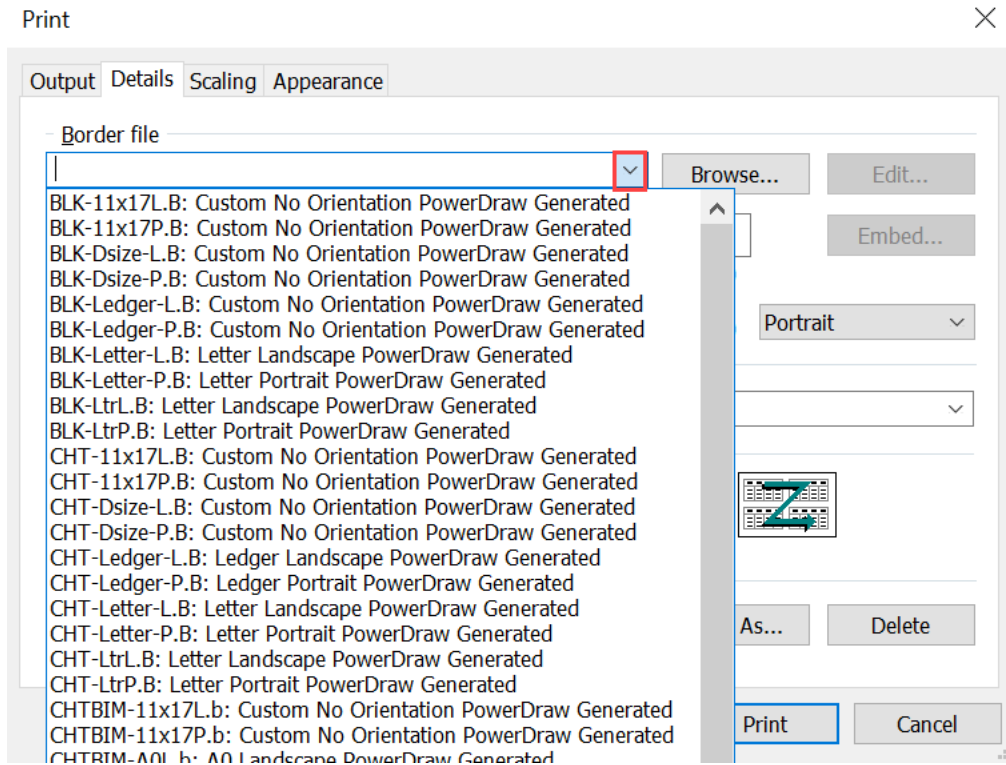 Print
Output Details Scaling Appearance
Border file
Browse... Edit...
BLK-11x17L.B: Custom No Orientation PowerDraw Generated
BLK-11x17P.B: Custom No Orientation PowerDraw Generated
Embed...
BLK-Dsize-L.B: Custom No Orientation PowerDraw Generated
BLK-Dsize-P.B: Custom No Orientation PowerDraw Generated
BLK-Ledger-L.B: Custom No Orientation PowerDraw Generated
BLK-Ledger-P.B: Custom No Orientation PowerDraw Generated
Portrait
BLK-Letter-L.B: Letter Landscape PowerDraw Generated
BLK-Letter-P.B: Letter Portrait PowerDraw Generated
BLK-LtrL.B: Letter Landscape PowerDraw Generated
BLK-LtrP.B: Letter Portrait PowerDraw Generated
CHT-11x17L.B: Custom No Orientation PowerDraw Generated
CHT-11x17P.B: Custom No Orientation PowerDraw Generated
CHT-Dsize-L.B: Custom No Orientation PowerDraw Generated
CHT-Dsize-P.B: Custom No Orientation PowerDraw Generated
CHT-Ledger-L.B: Ledger Landscape PowerDraw Generated
CHT-Ledger-P.B: Ledger Portrait PowerDraw Generated
CHT-Letter-L.B: Letter Landscape PowerDraw Generated
CHT-Letter-P.B: Letter Portrait PowerDraw Generated
As... Delete
CHT-LtrL.B: Letter Landscape PowerDraw Generated
CHT-LtrP.B: Letter Portrait PowerDraw Generated
CHTBIM-11x17L.b: Custom No Orientation PowerDraw Generated
CHTBIM-11x17P.b: Custom No Orientation PowerDraw Generated
Print Cancel
CHTBIM-A0L.b: A0 Landscape PowerDraw Generated